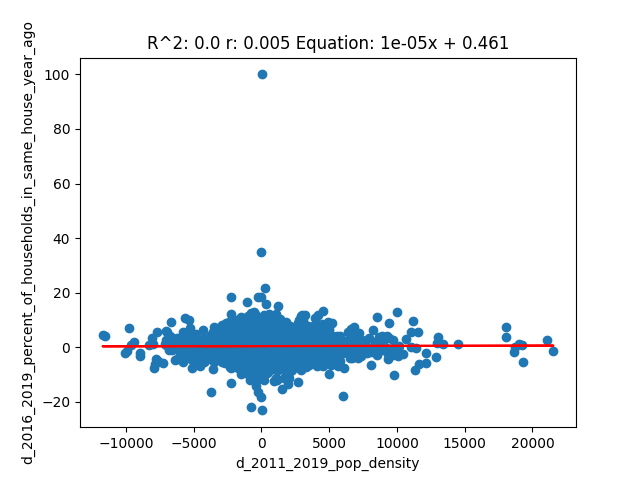 R^2: 0.0 r: 0.005 Equation: 1e-05x + 0.461
d_2016_2019_percent_of_households_in_same_house_year_ago
100
80
60
40
20
0
−20
−10000 −5000 0 5000 10000 15000 20000
d_2011_2019_pop_density